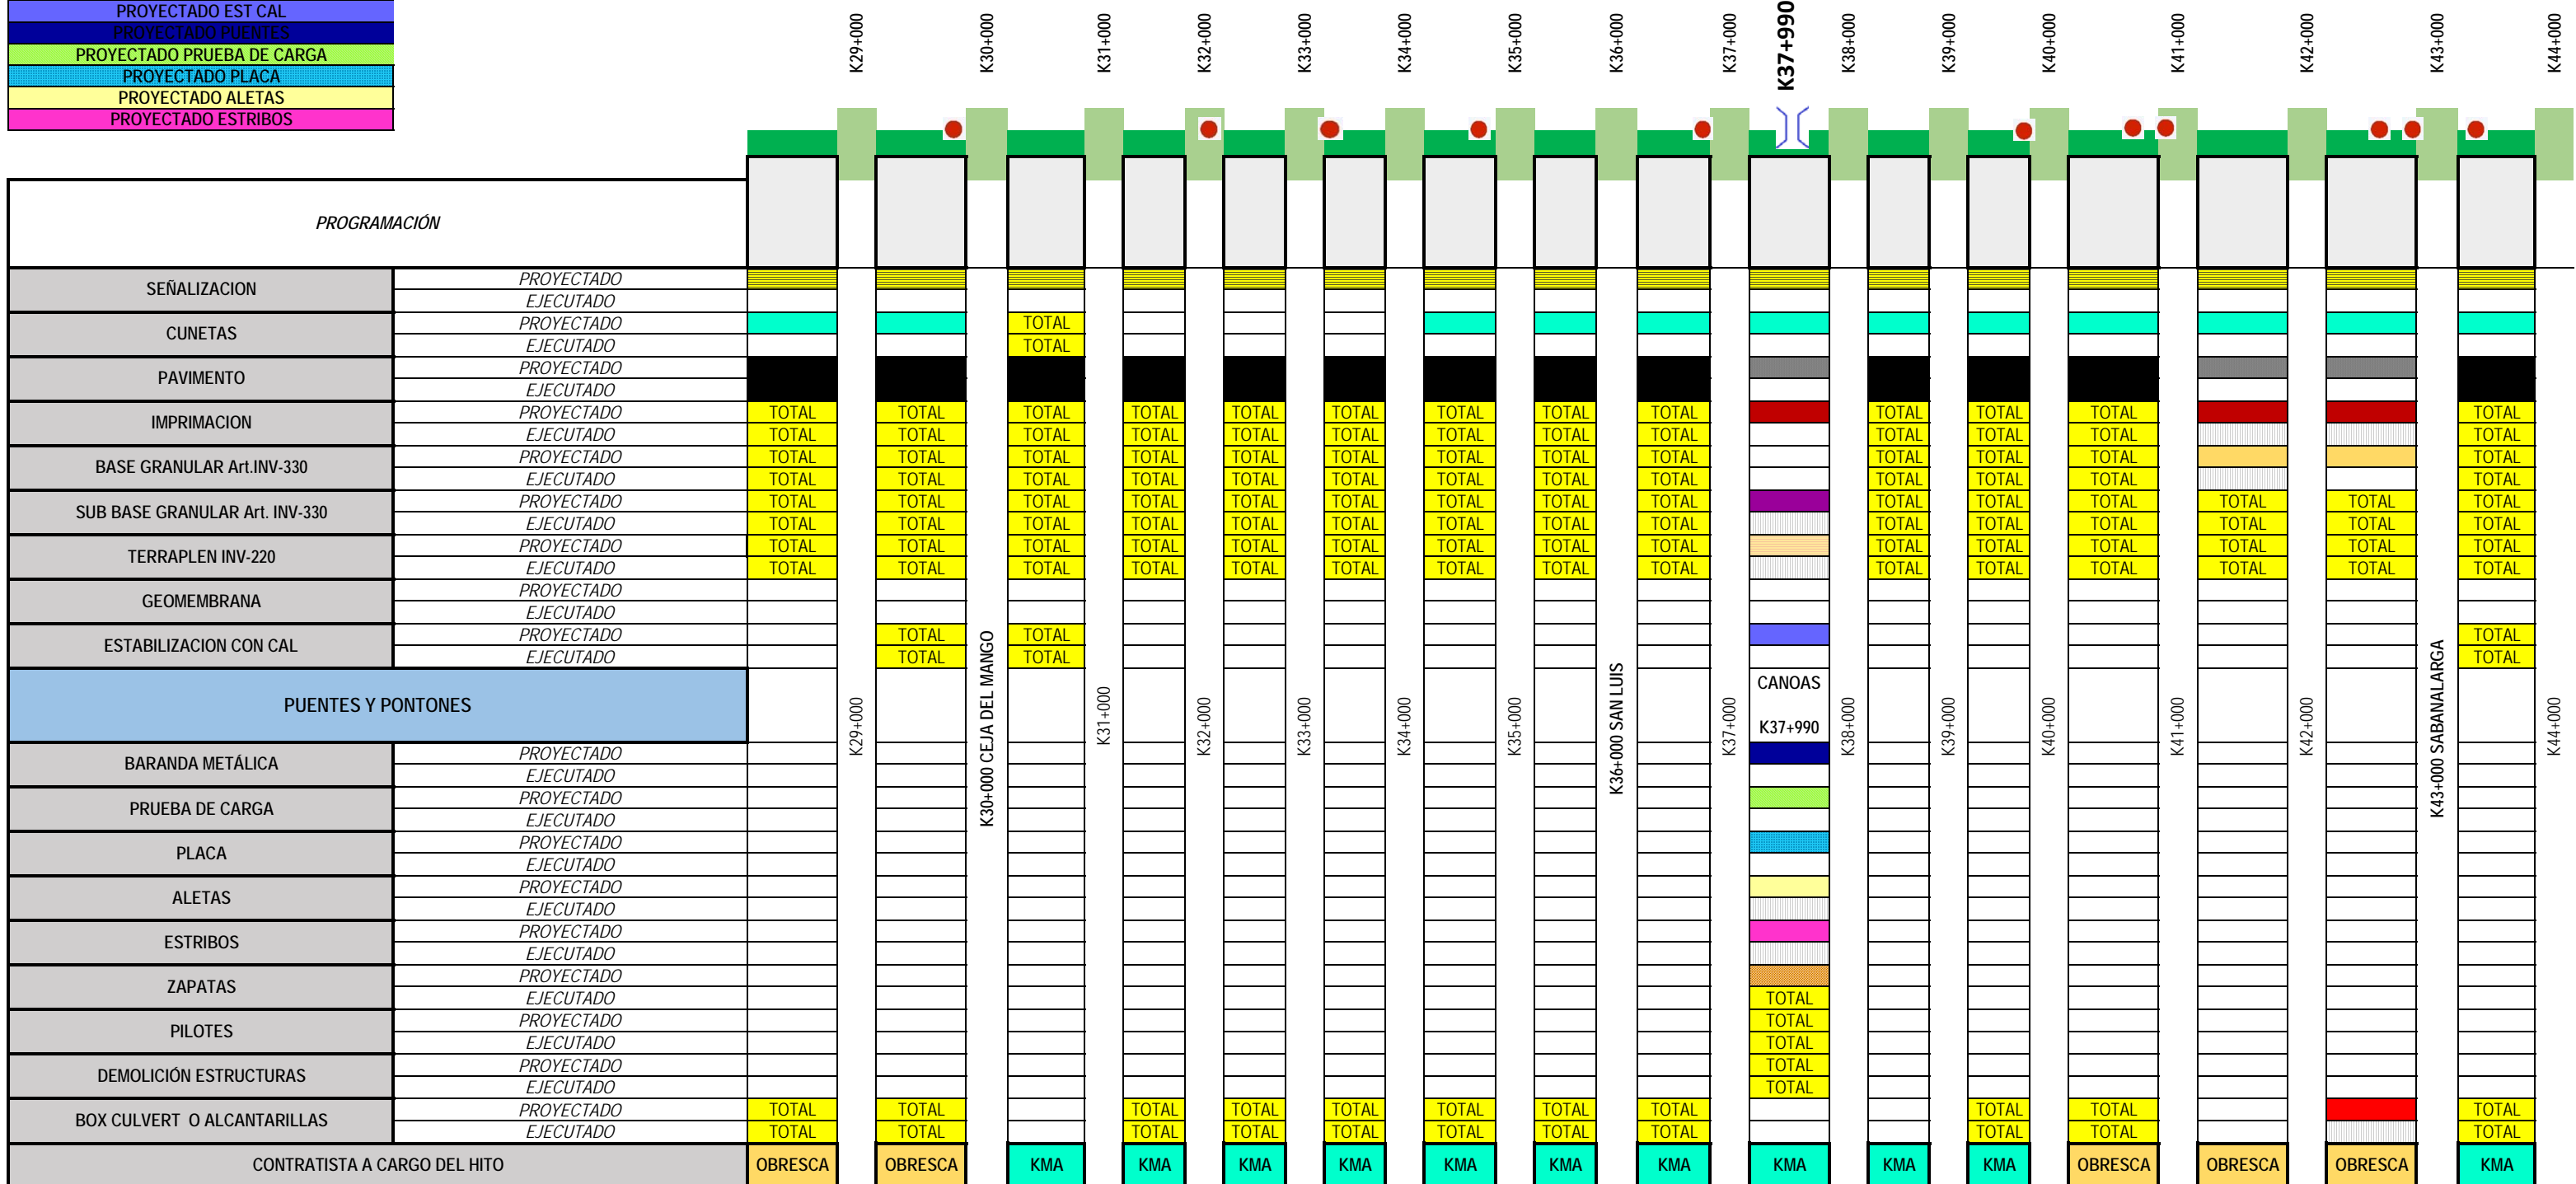 PROYECTADO EST CAL
PROYECTADO PUENTES
PROYECTADO PRUEBA DE CARGA
PROYECTADO PLACA
PROYECTADO ALETAS
PROYECTADO ESTRIBOS
K29+000 K30+000 K31+000 K32+000 K33+000 K34+000 K35+000 K36+000 K37+000 K37+990 K38+000 K39+000 K40+000 K41+000 K42+000 K43+000 K44+000
PROGRAMACIÓN
SEÑALIZACION
PROYECTADO
EJECUTADO
CUNETAS
PROYECTADO TOTAL
EJECUTADO TOTAL
PAVIMENTO
PROYECTADO
EJECUTADO
IMPRIMACION
PROYECTADO TOTAL TOTAL TOTAL TOTAL TOTAL TOTAL TOTAL TOTAL TOTAL TOTAL TOTAL TOTAL TOTAL
EJECUTADO TOTAL TOTAL TOTAL TOTAL TOTAL TOTAL TOTAL TOTAL TOTAL TOTAL TOTAL TOTAL TOTAL
BASE GRANULAR Art.INV-330
PROYECTADO TOTAL TOTAL TOTAL TOTAL TOTAL TOTAL TOTAL TOTAL TOTAL TOTAL TOTAL TOTAL TOTAL
EJECUTADO TOTAL TOTAL TOTAL TOTAL TOTAL TOTAL TOTAL TOTAL TOTAL TOTAL TOTAL TOTAL TOTAL
SUB BASE GRANULAR Art. INV-330
PROYECTADO TOTAL TOTAL TOTAL TOTAL TOTAL TOTAL TOTAL TOTAL TOTAL TOTAL TOTAL TOTAL TOTAL TOTAL TOTAL
EJECUTADO TOTAL TOTAL TOTAL TOTAL TOTAL TOTAL TOTAL TOTAL TOTAL TOTAL TOTAL TOTAL TOTAL TOTAL TOTAL
TERRAPLEN INV-220
PROYECTADO TOTAL TOTAL TOTAL TOTAL TOTAL TOTAL TOTAL TOTAL TOTAL TOTAL TOTAL TOTAL TOTAL TOTAL TOTAL
EJECUTADO TOTAL TOTAL TOTAL TOTAL TOTAL TOTAL TOTAL TOTAL TOTAL TOTAL TOTAL TOTAL TOTAL TOTAL TOTAL
GEOMEMBRANA
PROYECTADO
EJECUTADO
ESTABILIZACION CON CAL
PROYECTADO TOTAL TOTAL TOTAL
EJECUTADO TOTAL TOTAL TOTAL
PUENTES Y PONTONES
CANOAS
K37+990
K29+000 K30+000 CEJA DEL MANGO K31+000 K32+000 K33+000 K34+000 K35+000 K36+000 SAN LUIS K37+000 K38+000 K39+000 K40+000 K41+000 K42+000 K43+000 SABANALARGA K44+000
BARANDA METÁLICA
PROYECTADO
EJECUTADO
PRUEBA DE CARGA
PROYECTADO
EJECUTADO
PLACA
PROYECTADO
EJECUTADO
ALETAS
PROYECTADO
EJECUTADO
ESTRIBOS
PROYECTADO
EJECUTADO
ZAPATAS
PROYECTADO
EJECUTADO TOTAL
PILOTES
PROYECTADO TOTAL
EJECUTADO TOTAL
DEMOLICIÓN ESTRUCTURAS
PROYECTADO TOTAL
EJECUTADO TOTAL
BOX CULVERT O ALCANTARILLAS
PROYECTADO TOTAL TOTAL TOTAL TOTAL TOTAL TOTAL TOTAL TOTAL TOTAL TOTAL TOTAL
EJECUTADO TOTAL TOTAL TOTAL TOTAL TOTAL TOTAL TOTAL TOTAL TOTAL TOTAL TOTAL
CONTRATISTA A CARGO DEL HITO OBRESCA OBRESCA KMA KMA KMA KMA KMA KMA KMA KMA KMA KMA OBRESCA OBRESCA OBRESCA KMA